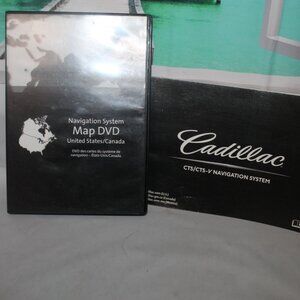 Navigation System
Map DVD
United States/Canada
DVD des cartes du système de
navigation – États-Unis/Canada
Cadillac
CTS/CTS-V NAVIGATION SYSTEM